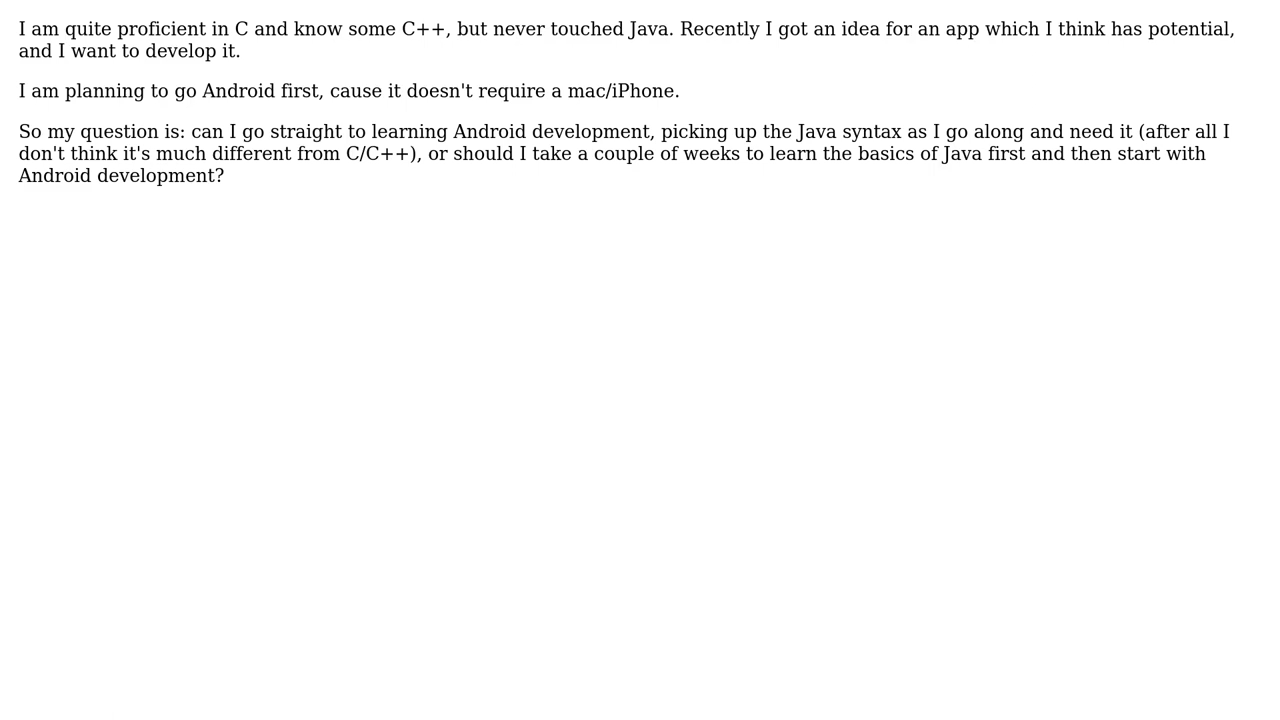 I am quite proficient in C and know some C++, but never touched Java. Recently I got an idea for an app which I think has potential,
and I want to develop it.
I am planning to go Android first, cause it doesn't require a mac/iPhone.
So my question is: can I go straight to learning Android development, picking up the Java syntax as I go along and need it (after all I
don't think it's much different from C/C++), or should I take a couple of weeks to learn the basics of Java first and then start with
Android development?